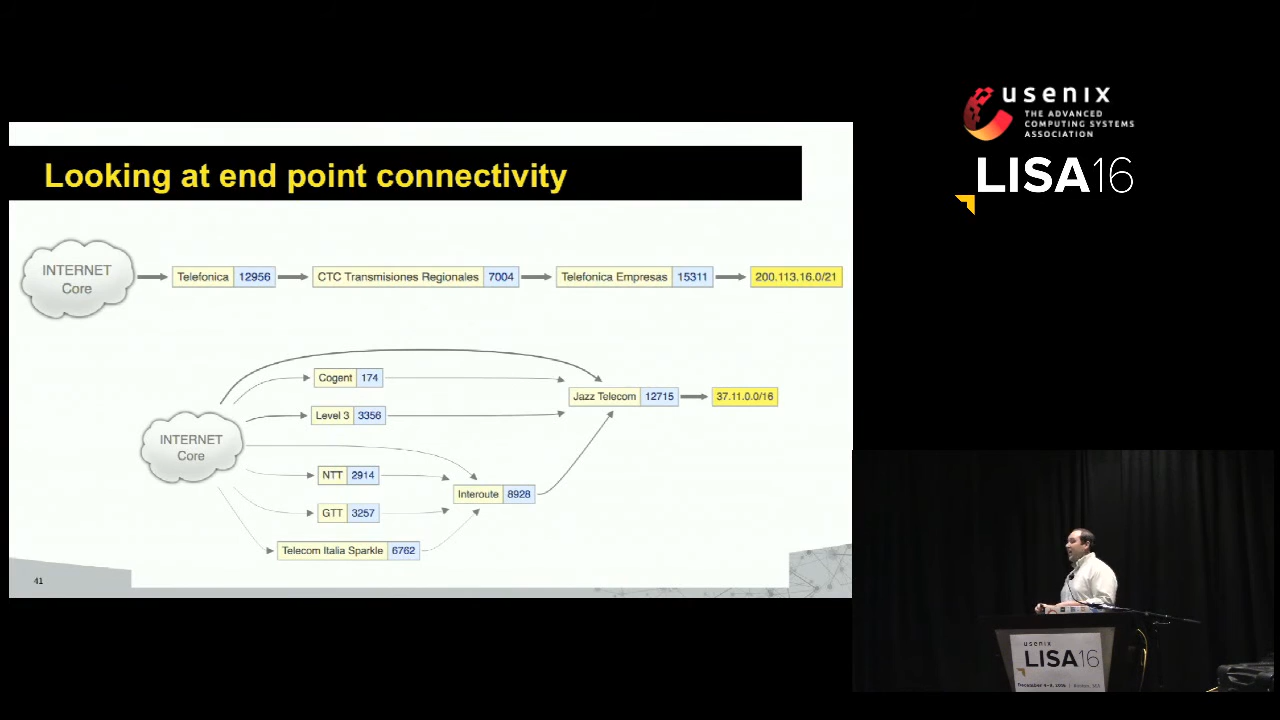 usenix
THE ADVANCED
COMPUTING SYSTEMS
ASSOCIATION
LISA16
Looking at end point connectivity
INTERNET
Core
Telefonica 12956
CTC Transmisiones Regionales 7004
Telefonica Empresas 15311
200.113.16.0/21
Cogent 174
Level 3 3356
Jazz Telecom 12715
37.11.0.0/16
INTERNET
Core
NTT 2914
Interoute 8928
GTT 3257
Telecom Italia Sparkle 6762
41
usenix
LISA16